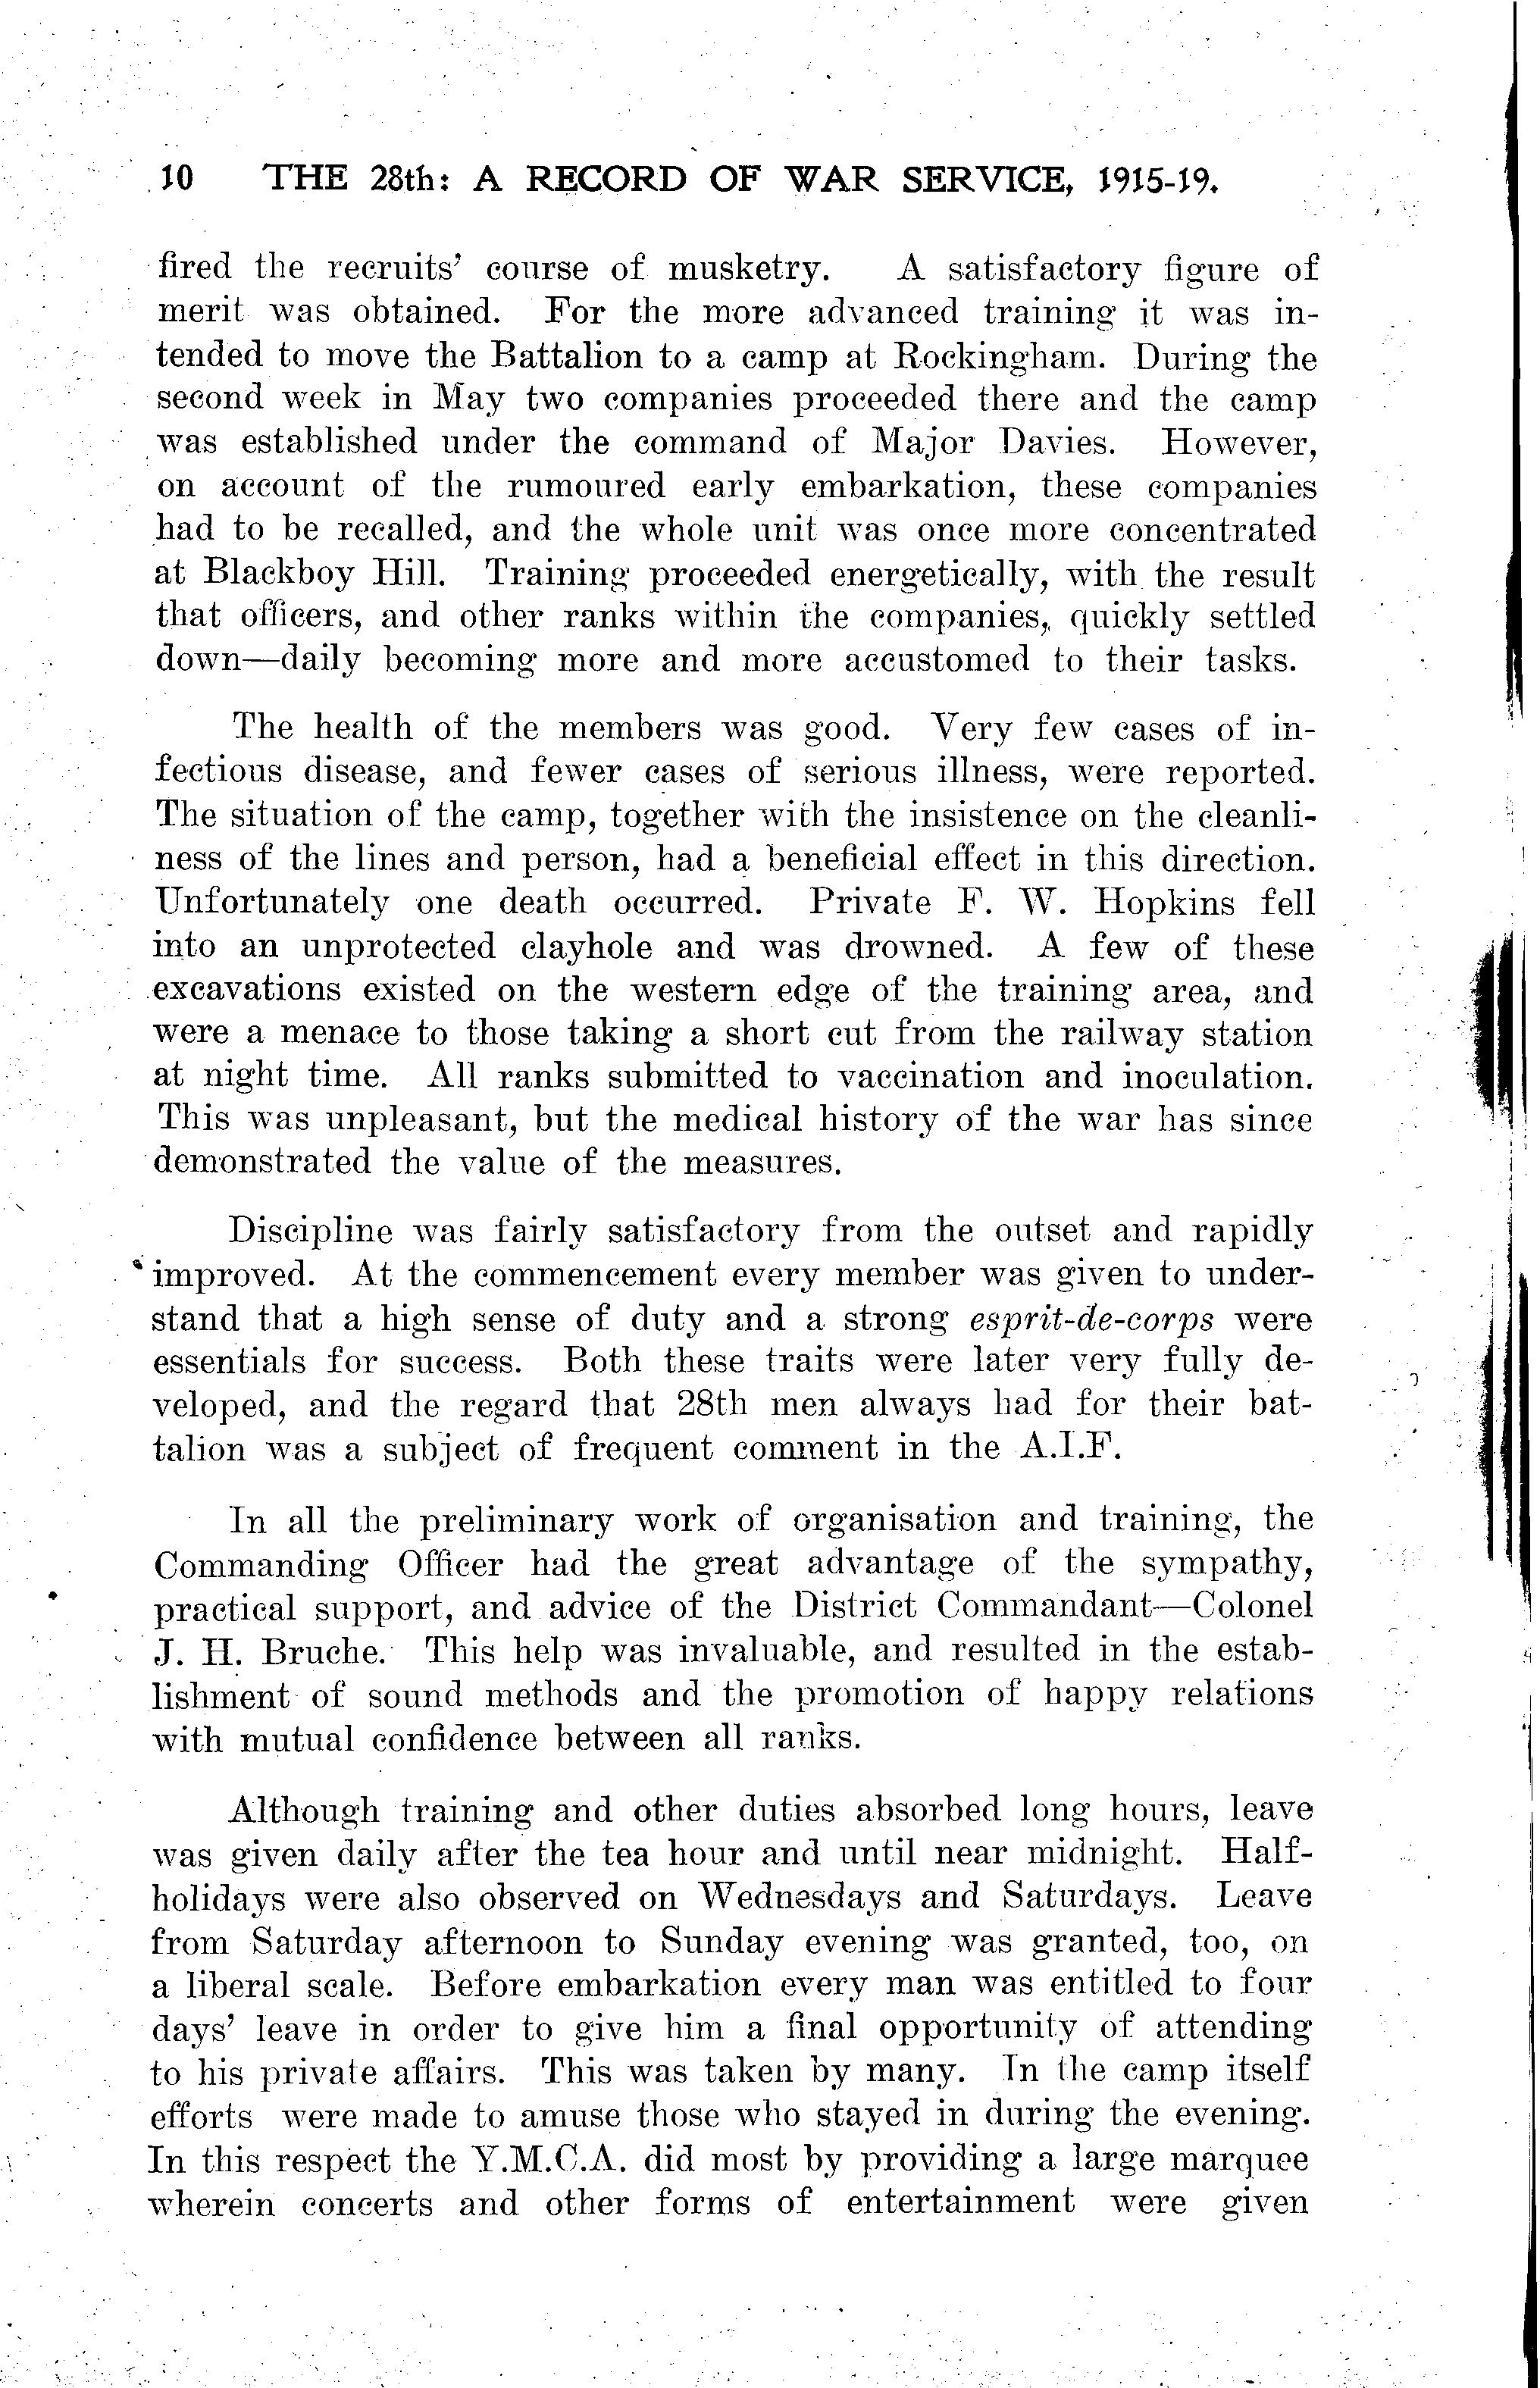 10 THE 28th: A RECORD OF WAR SERVICE, 1915-19.
fired the recruits' course of musketry. A satisfactory figure of
merit was obtained. For the more advanced training it was in-
tended to move the Battalion to a camp at Rockingham. During the
second week in May two companies proceeded there and the camp
was established under the command of Major Davies. However,
on account of the rumoured early embarkation, these companies
had to be recalled, and the whole unit was once more concentrated
at Blackboy Hill. Training proceeded energetically, with the result
that officers, and other ranks within the companies, quickly settled
down—daily becoming more and more accustomed to their tasks.
The health of the members was good. Very few cases of in-
fectious disease, and fewer cases of serious illness, were reported.
The situation of the camp, together with the insistence on the cleanli-
ness of the lines and person, had a beneficial effect in this direction.
Unfortunately one death occurred. Private F. W. Hopkins fell
into an unprotected clayhole and was drowned. A few of these
excavations existed on the western edge of the training area, and
were a menace to those taking a short cut from the railway station
at night time. All ranks submitted to vaccination and inoculation.
This was unpleasant, but the medical history of the war has since
demonstrated the value of the measures.
Discipline was fairly satisfactory from the outset and rapidly
improved. At the commencement every member was given to under-
stand that a high sense of duty and a strong esprit-de-corps were
essentials for success. Both these traits were later very fully de-
veloped, and the regard that 28th men always had for their bat-
talion was a subject of frequent comment in the A.I.F.
In all the preliminary work of organisation and training, the
Commanding Officer had the great advantage of the sympathy,
practical support, and advice of the District Commandant—Colonel
J. H. Bruche. This help was invaluable, and resulted in the estab-
lishment of sound methods and the promotion of happy relations
with mutual confidence between all ranks.
Although training and other duties absorbed long hours, leave
was given daily after the tea hour and until near midnight. Half-
holidays were also observed on Wednesdays and Saturdays. Leave
from Saturday afternoon to Sunday evening was granted, too, on
a liberal scale. Before embarkation every man was entitled to four
days' leave in order to give him a final opportunity of attending
to his private affairs. This was taken by many. In the camp itself
efforts were made to amuse those who stayed in during the evening.
In this respect the Y.M.C.A. did most by providing a large marquee
wherein concerts and other forms of entertainment were given